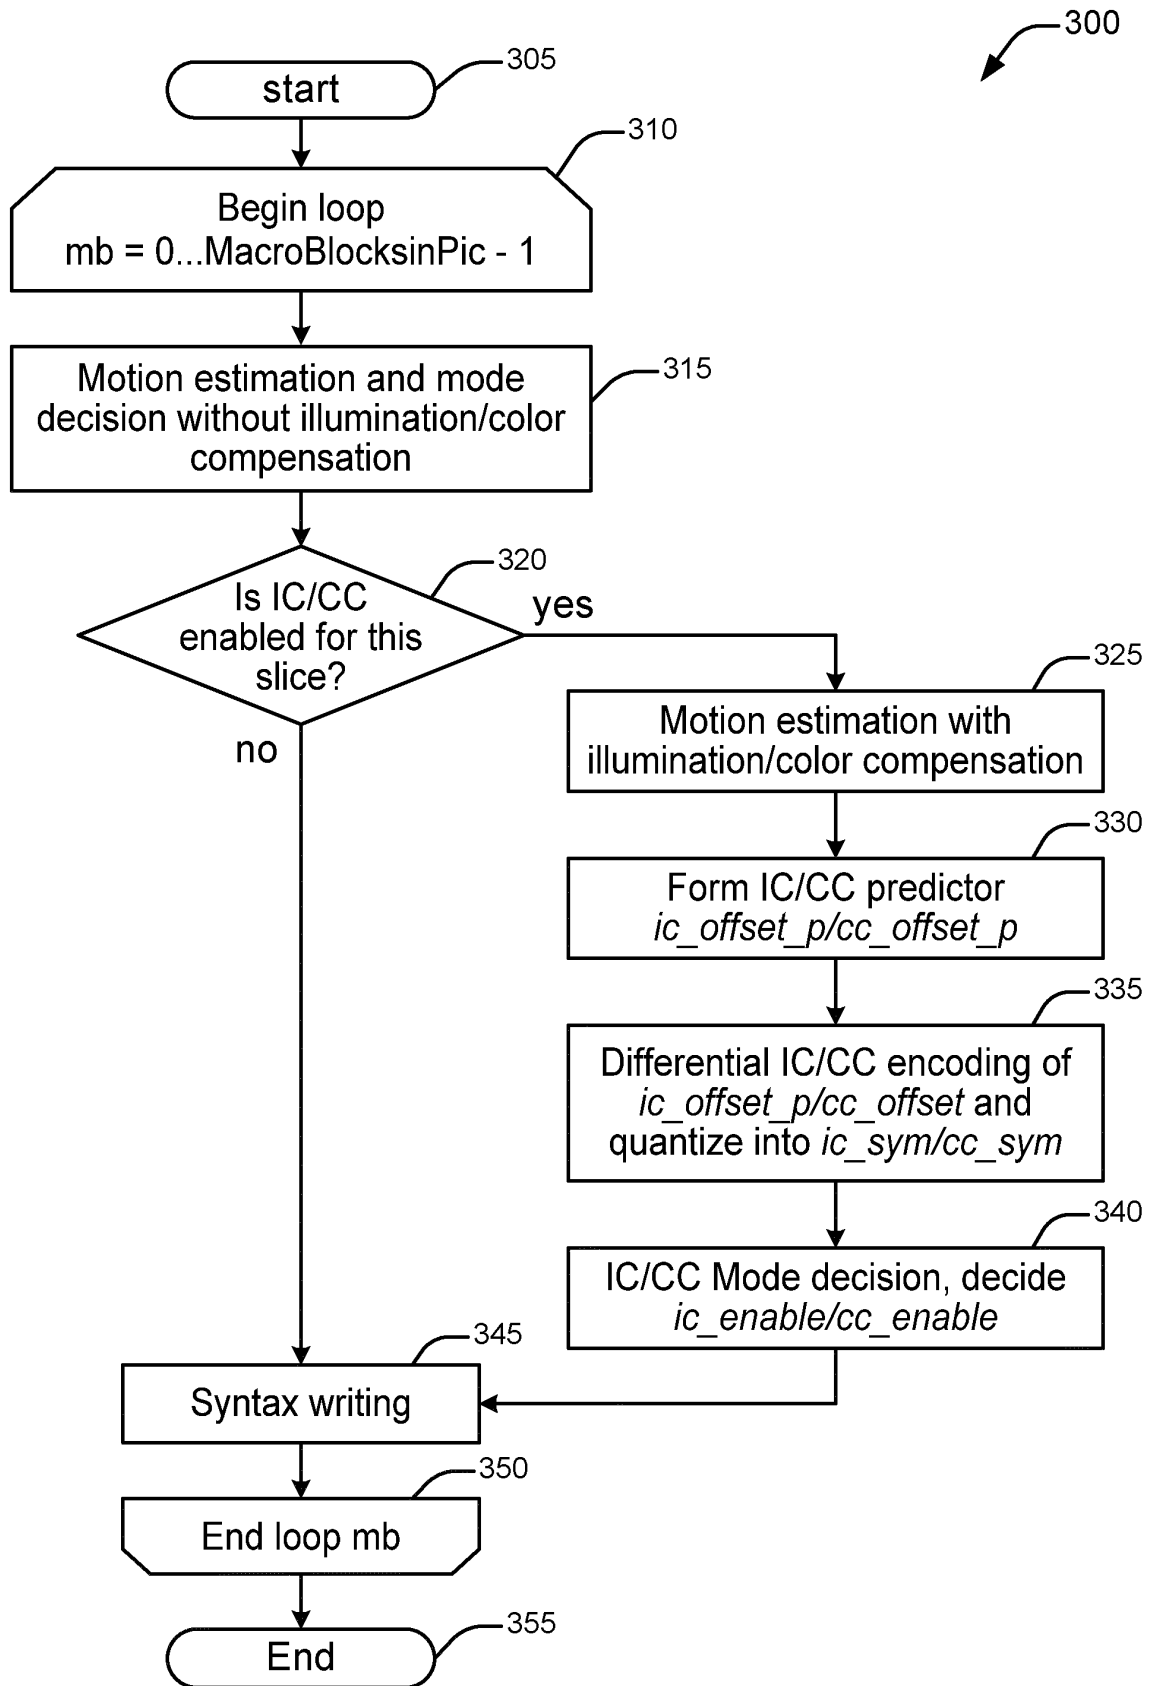 300
start
305
310
Begin loop
mb = 0...MacroBlocksinPic - 1
315
Motion estimation and mode
decision without illumination/color
compensation
320
Is IC/CC
enabled for this
slice?
yes
no
325
Motion estimation with
illumination/color compensation
330
Form IC/CC predictor
ic_offset_p/cc_offset_p
335
Differential IC/CC encoding of
ic_offset_p/cc_offset and
quantize into ic_sym/cc_sym
340
IC/CC Mode decision, decide
ic_enable/cc_enable
345
Syntax writing
350
End loop mb
355
End